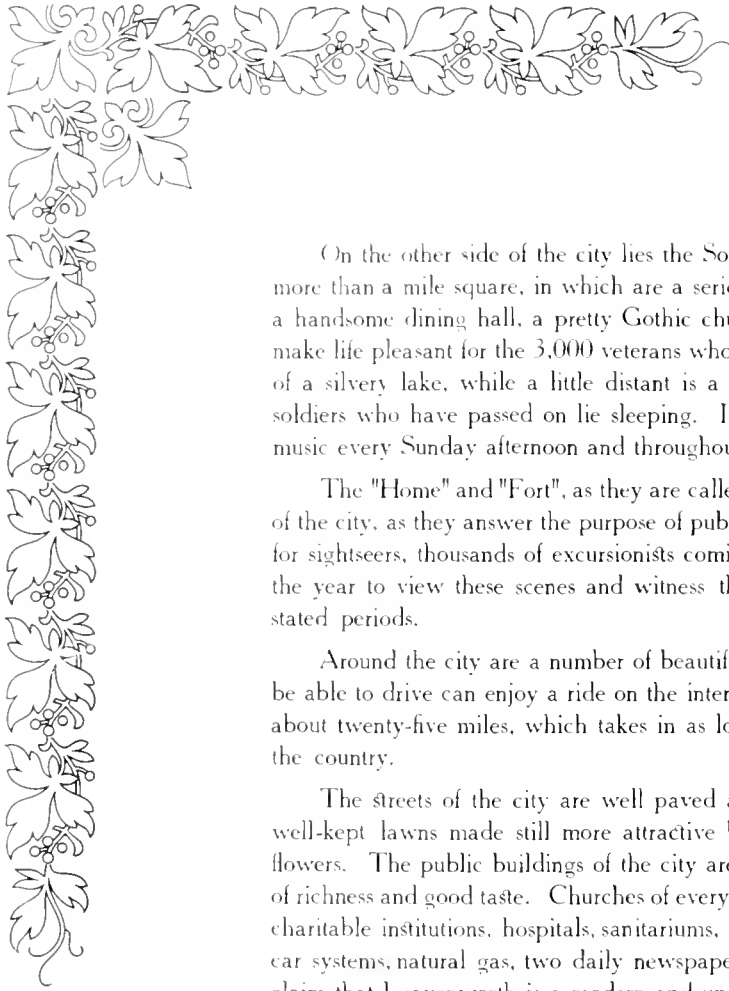 On the other side of the city lies the So
more than a mile square, in which are a seri
a handsome dining hall, a pretty Gothic chu
make life pleasant for the 3,000 veterans who
of a silvery lake, while a little distant is a
soldiers who have passed on lie sleeping. I
music every Sunday afternoon and throughou
The "Home" and "Fort", as they are calle
of the city, as they answer the purpose of pub
for sightseers, thousands of excursionists comi
the year to view these scenes and witness th
stated periods.
Around the city are a number of beautif
be able to drive can enjoy a ride on the inter
about twenty-five miles, which takes in as lo
the country.
The streets of the city are well paved a
well-kept lawns made still more attractive
flowers. The public buildings of the city are
of richness and good taste. Churches of every
charitable institutions, hospitals, sanitariums,
car systems, natural gas, two daily newspape
claim that Leavenworth is a modern and up